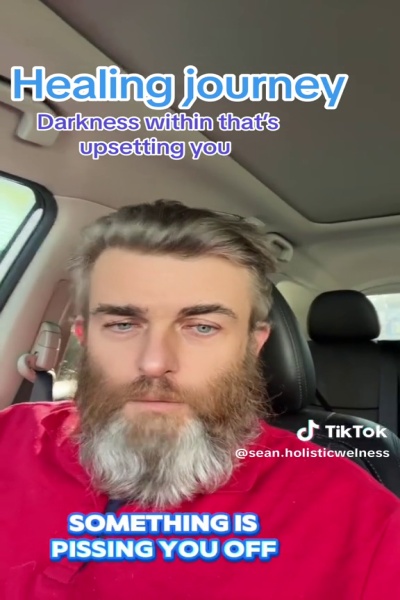 Healing journey
Darkness within that's
upsetting you
TikTok
@sean.holisticwelness
SOMETHING IS
PISSING YOU OFF